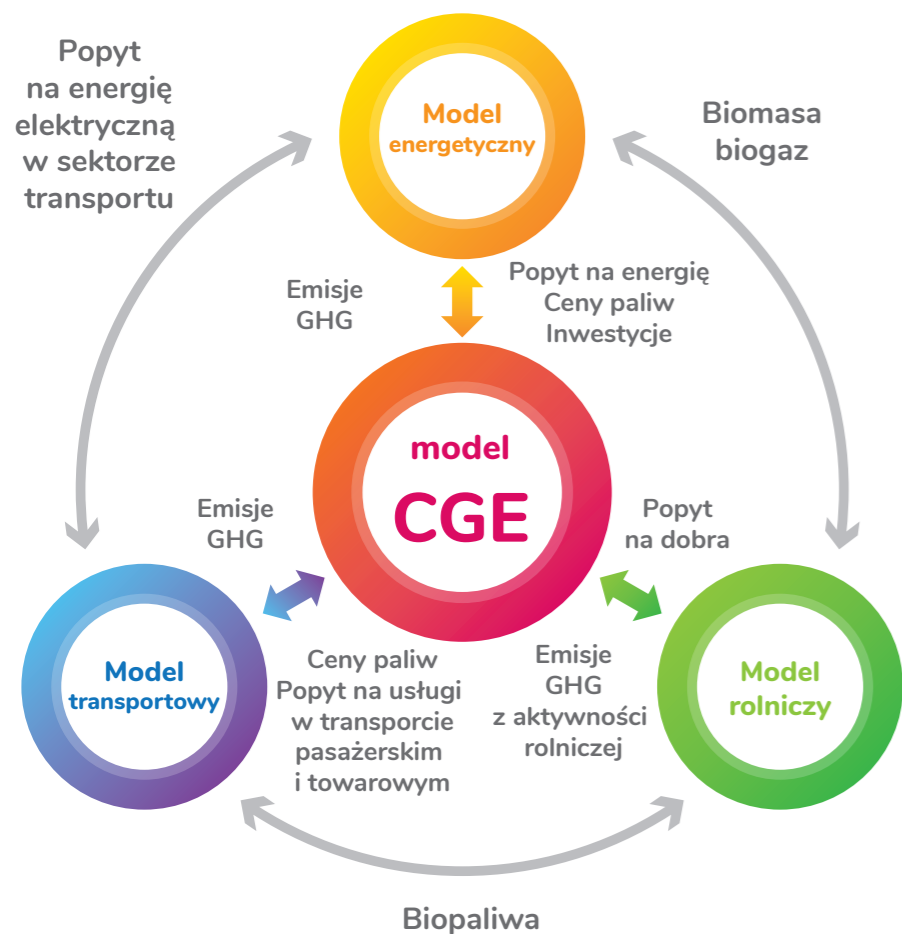 Popyt
na energię
elektryczną
w sektorze
transportu
Model
energetyczny
Biomasa
biogaz
Emisje
GHG
Popyt na energię
Ceny paliw
Inwestycje
model
CGE
Emisje
GHG
Popyt
na dobra
Model
transportowy
Ceny paliw
Popyt na usługi
w transporcie
pasażerskim
i towarowym
Emisje
GHG
z aktywności
rolniczej
Model
rolniczy
Biopaliwa